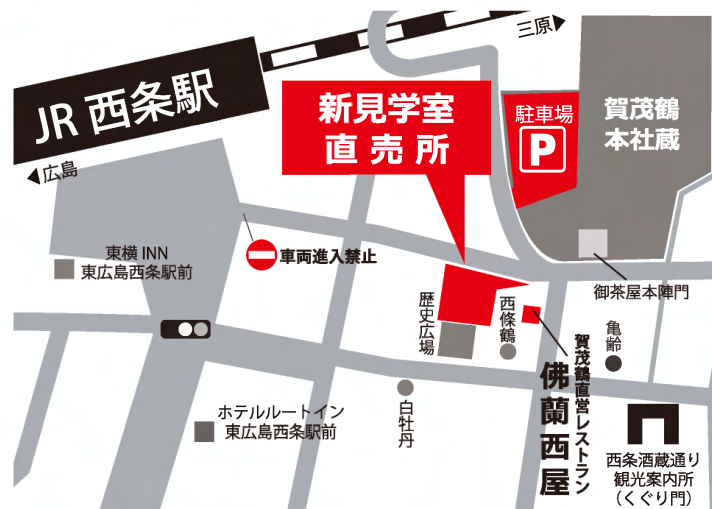 三原
JR 西条駅
広島
新見学室
直売所
駐車場
P
賀茂鶴
本社蔵
車両進入禁止
東横 INN
東広島西条駅前
御茶屋本陣門
歴史広場
西條鶴
亀齢
賀茂鶴直営レストラン
佛蘭西屋
白牡丹
ホテルルートイン
東広島西条駅前
西条酒蔵通り
観光案内所
(くぐり門)